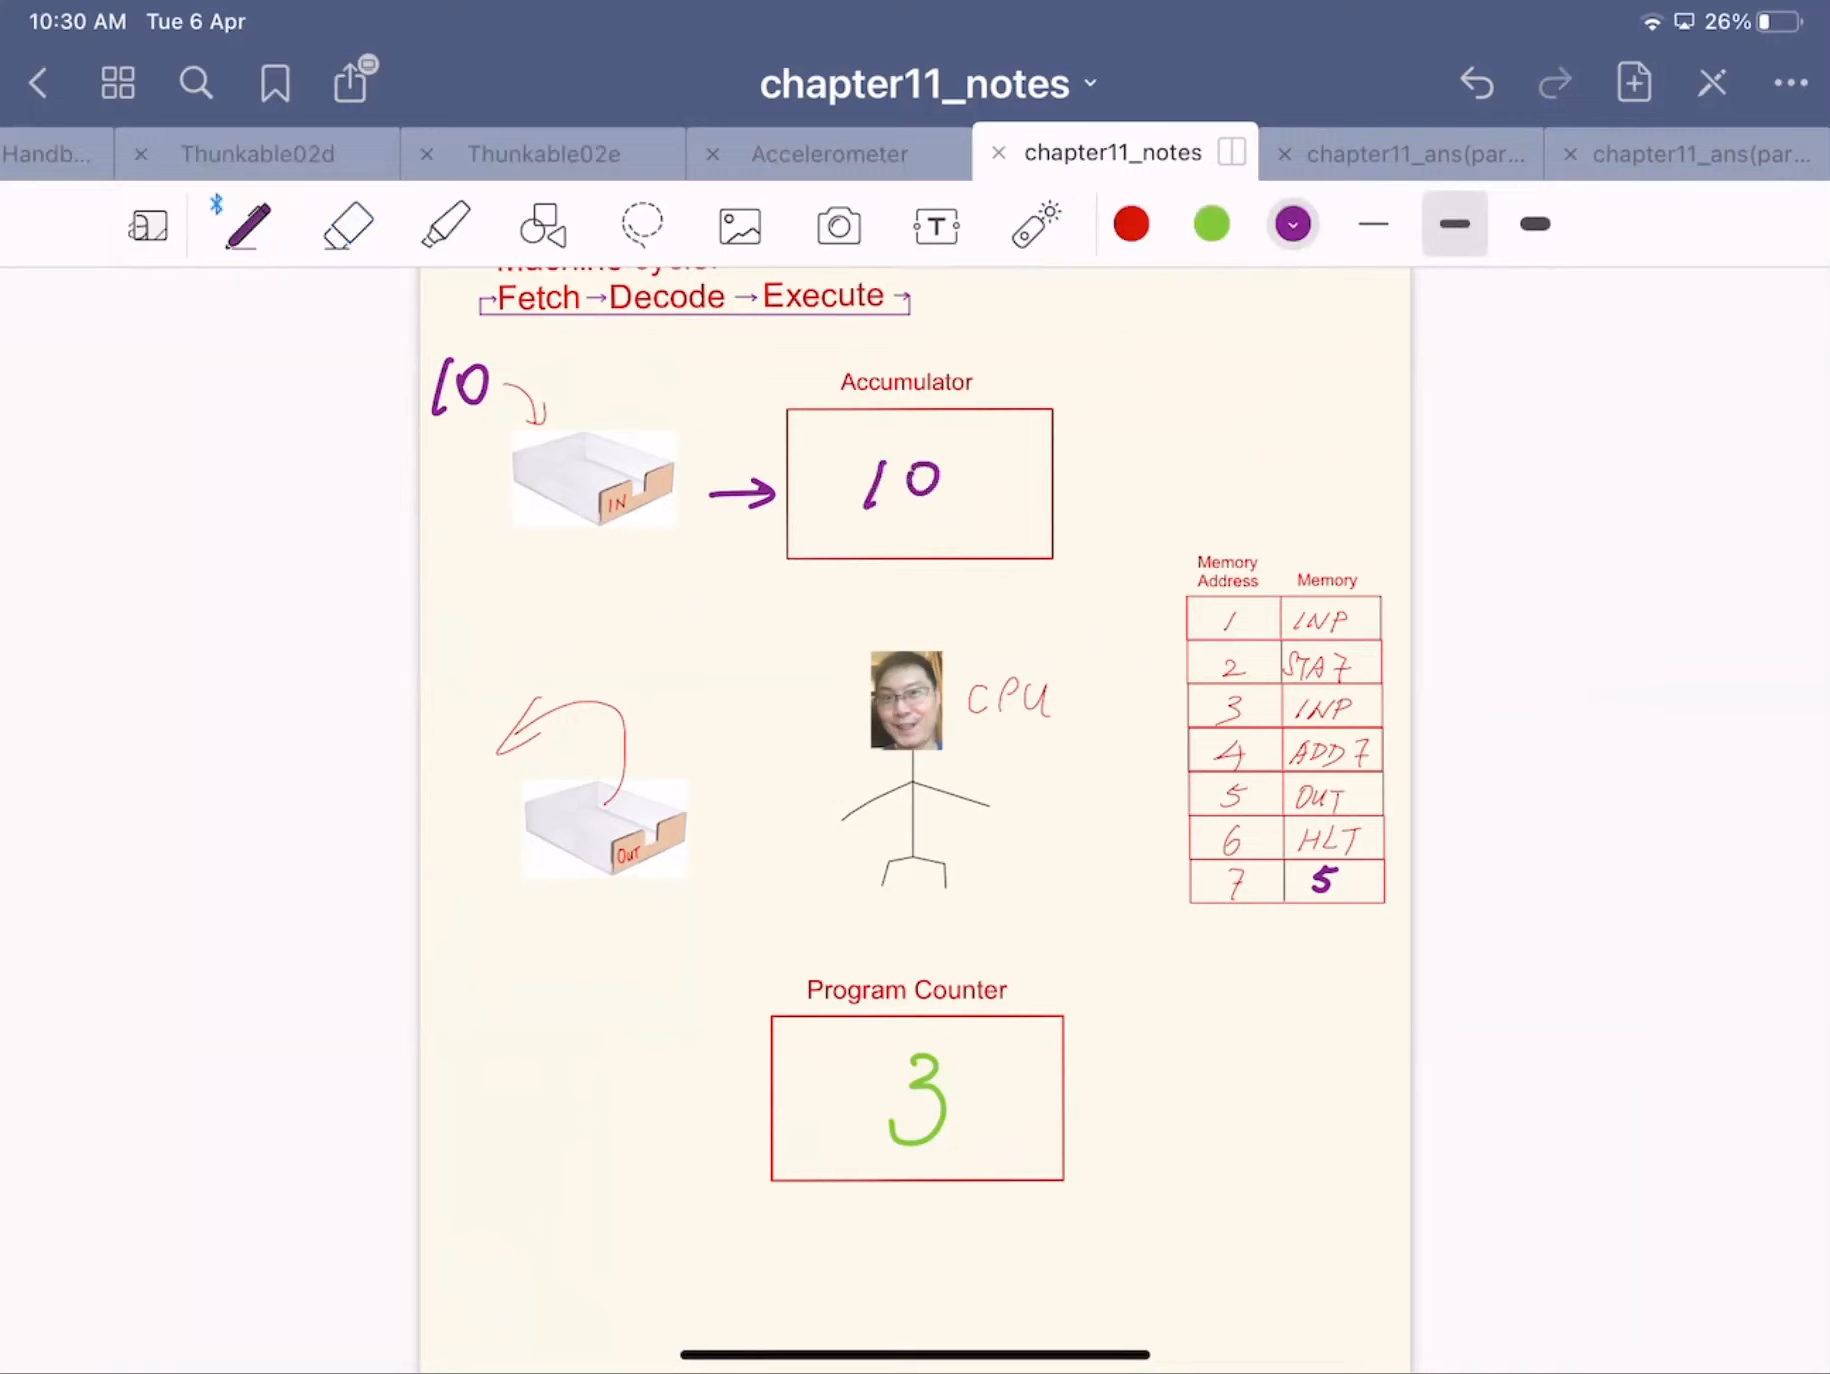 10:30 AM Tue 6 Apr 26%
chapter11_notes
Handb... Thunkable02d Thunkable02e Accelerometer chapter11_notes chapter11_ans(par... chapter11_ans(par...
T
Machine cycle:
→Fetch→Decode→Execute→
10
Accumulator
IN
10
Memory Address Memory
1 INP
2 STA 7
3 INP
4 ADD 7
5 OUT
6 HLT
7 5
CPU
Out
Program Counter
3